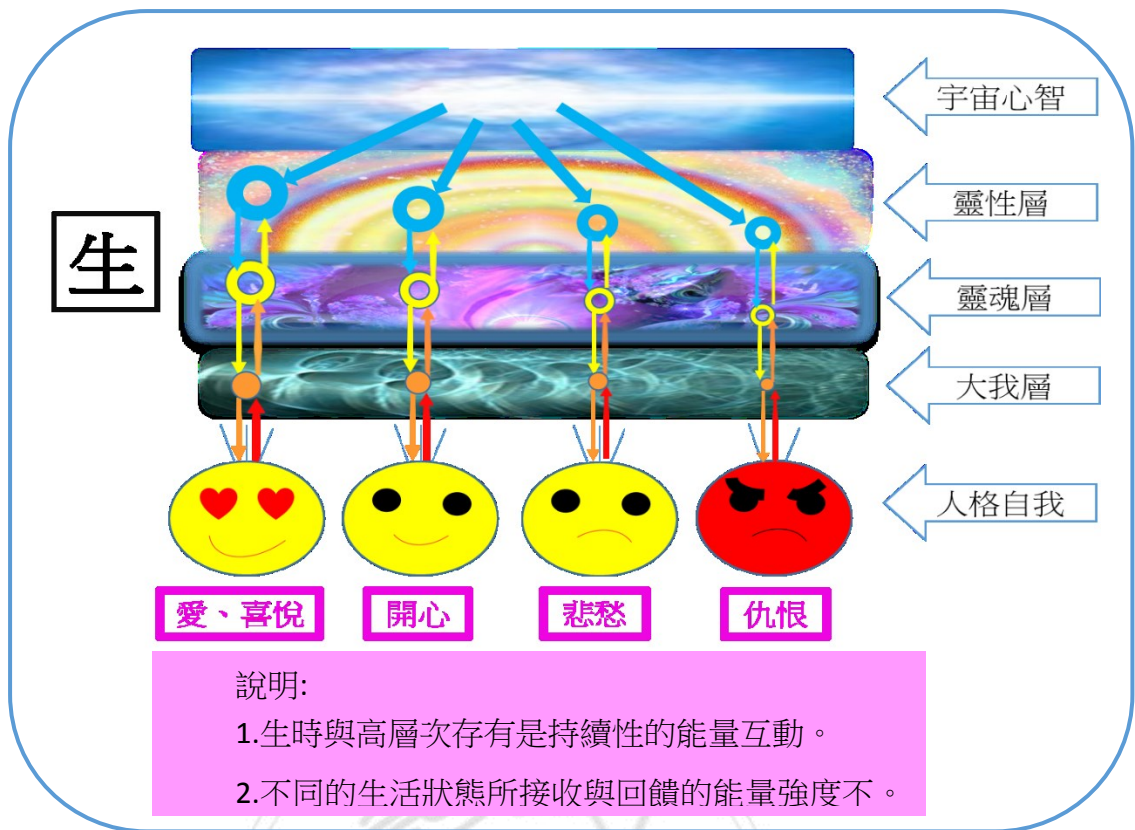 宇宙心智
靈性層
生
靈魂層
大我層
人格自我
愛、喜悅
開心
悲愁
仇恨
說明:
1.生時與高層次存有是持續性的能量互動。
2.不同的生活狀態所接收與回饋的能量強度不。